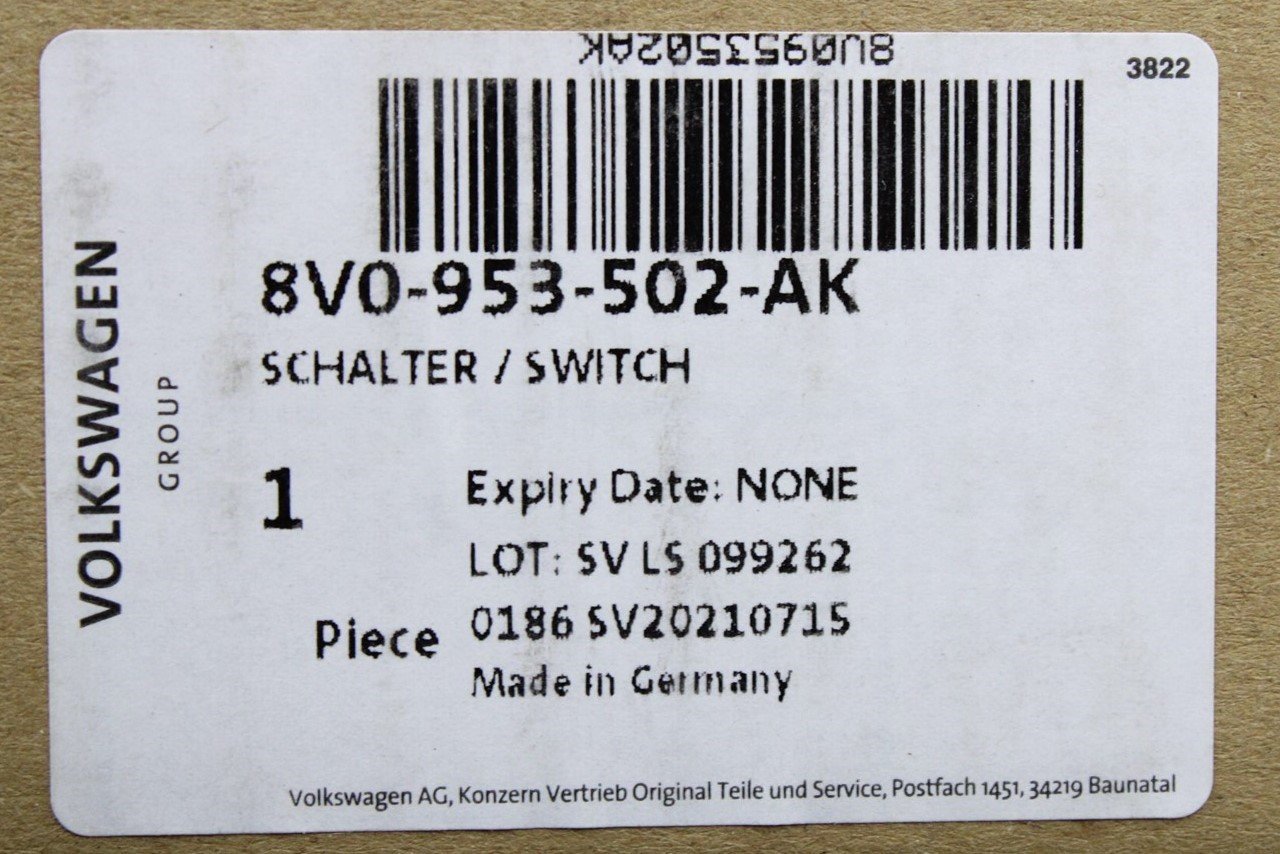 8V0953502AK
3822
8V0-953-502-AK
SCHALTER / SWITCH
VOLKSWAGEN
GROUP
1
Piece
Expiry Date: NONE
LOT: SV LS 099262
0186 SV20210715
Made in Germany
Volkswagen AG, Konzern Vertrieb Original Teile und Service, Postfach 1451, 34219 Baunatal